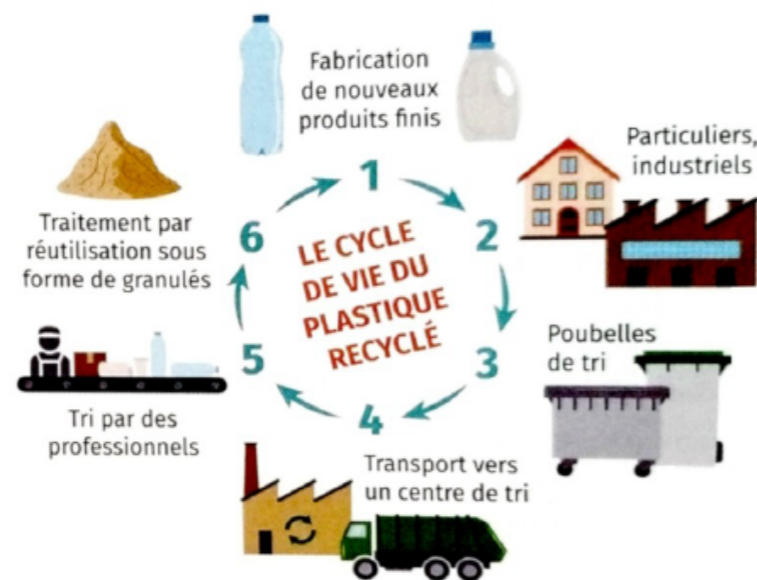 Fabrication
de nouveaux
produits finis
1
Particuliers,
industriels
2
Poubelles
de tri
3
Transport vers
un centre de tri
4
Tri par des
professionnels
5
Traitement par
réutilisation sous
forme de granulés
6
LE CYCLE
DE VIE DU
PLASTIQUE
RECYCLÉ